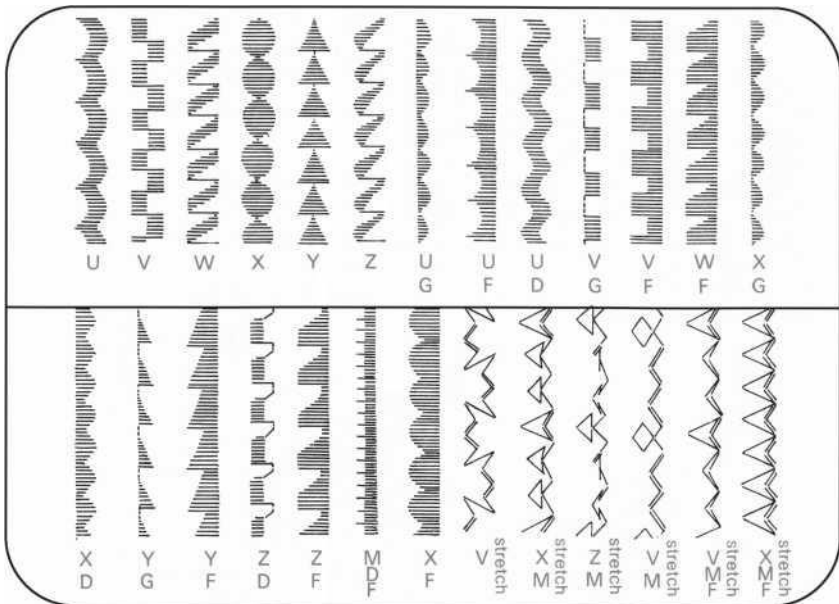 U V W X Y Z U U U V V W X
G F D G F F G
X Y Y Z Z M X V stretch X stretch Z stretch V stretch V stretch X stretch
D G F D F D F M M M M M
F F F